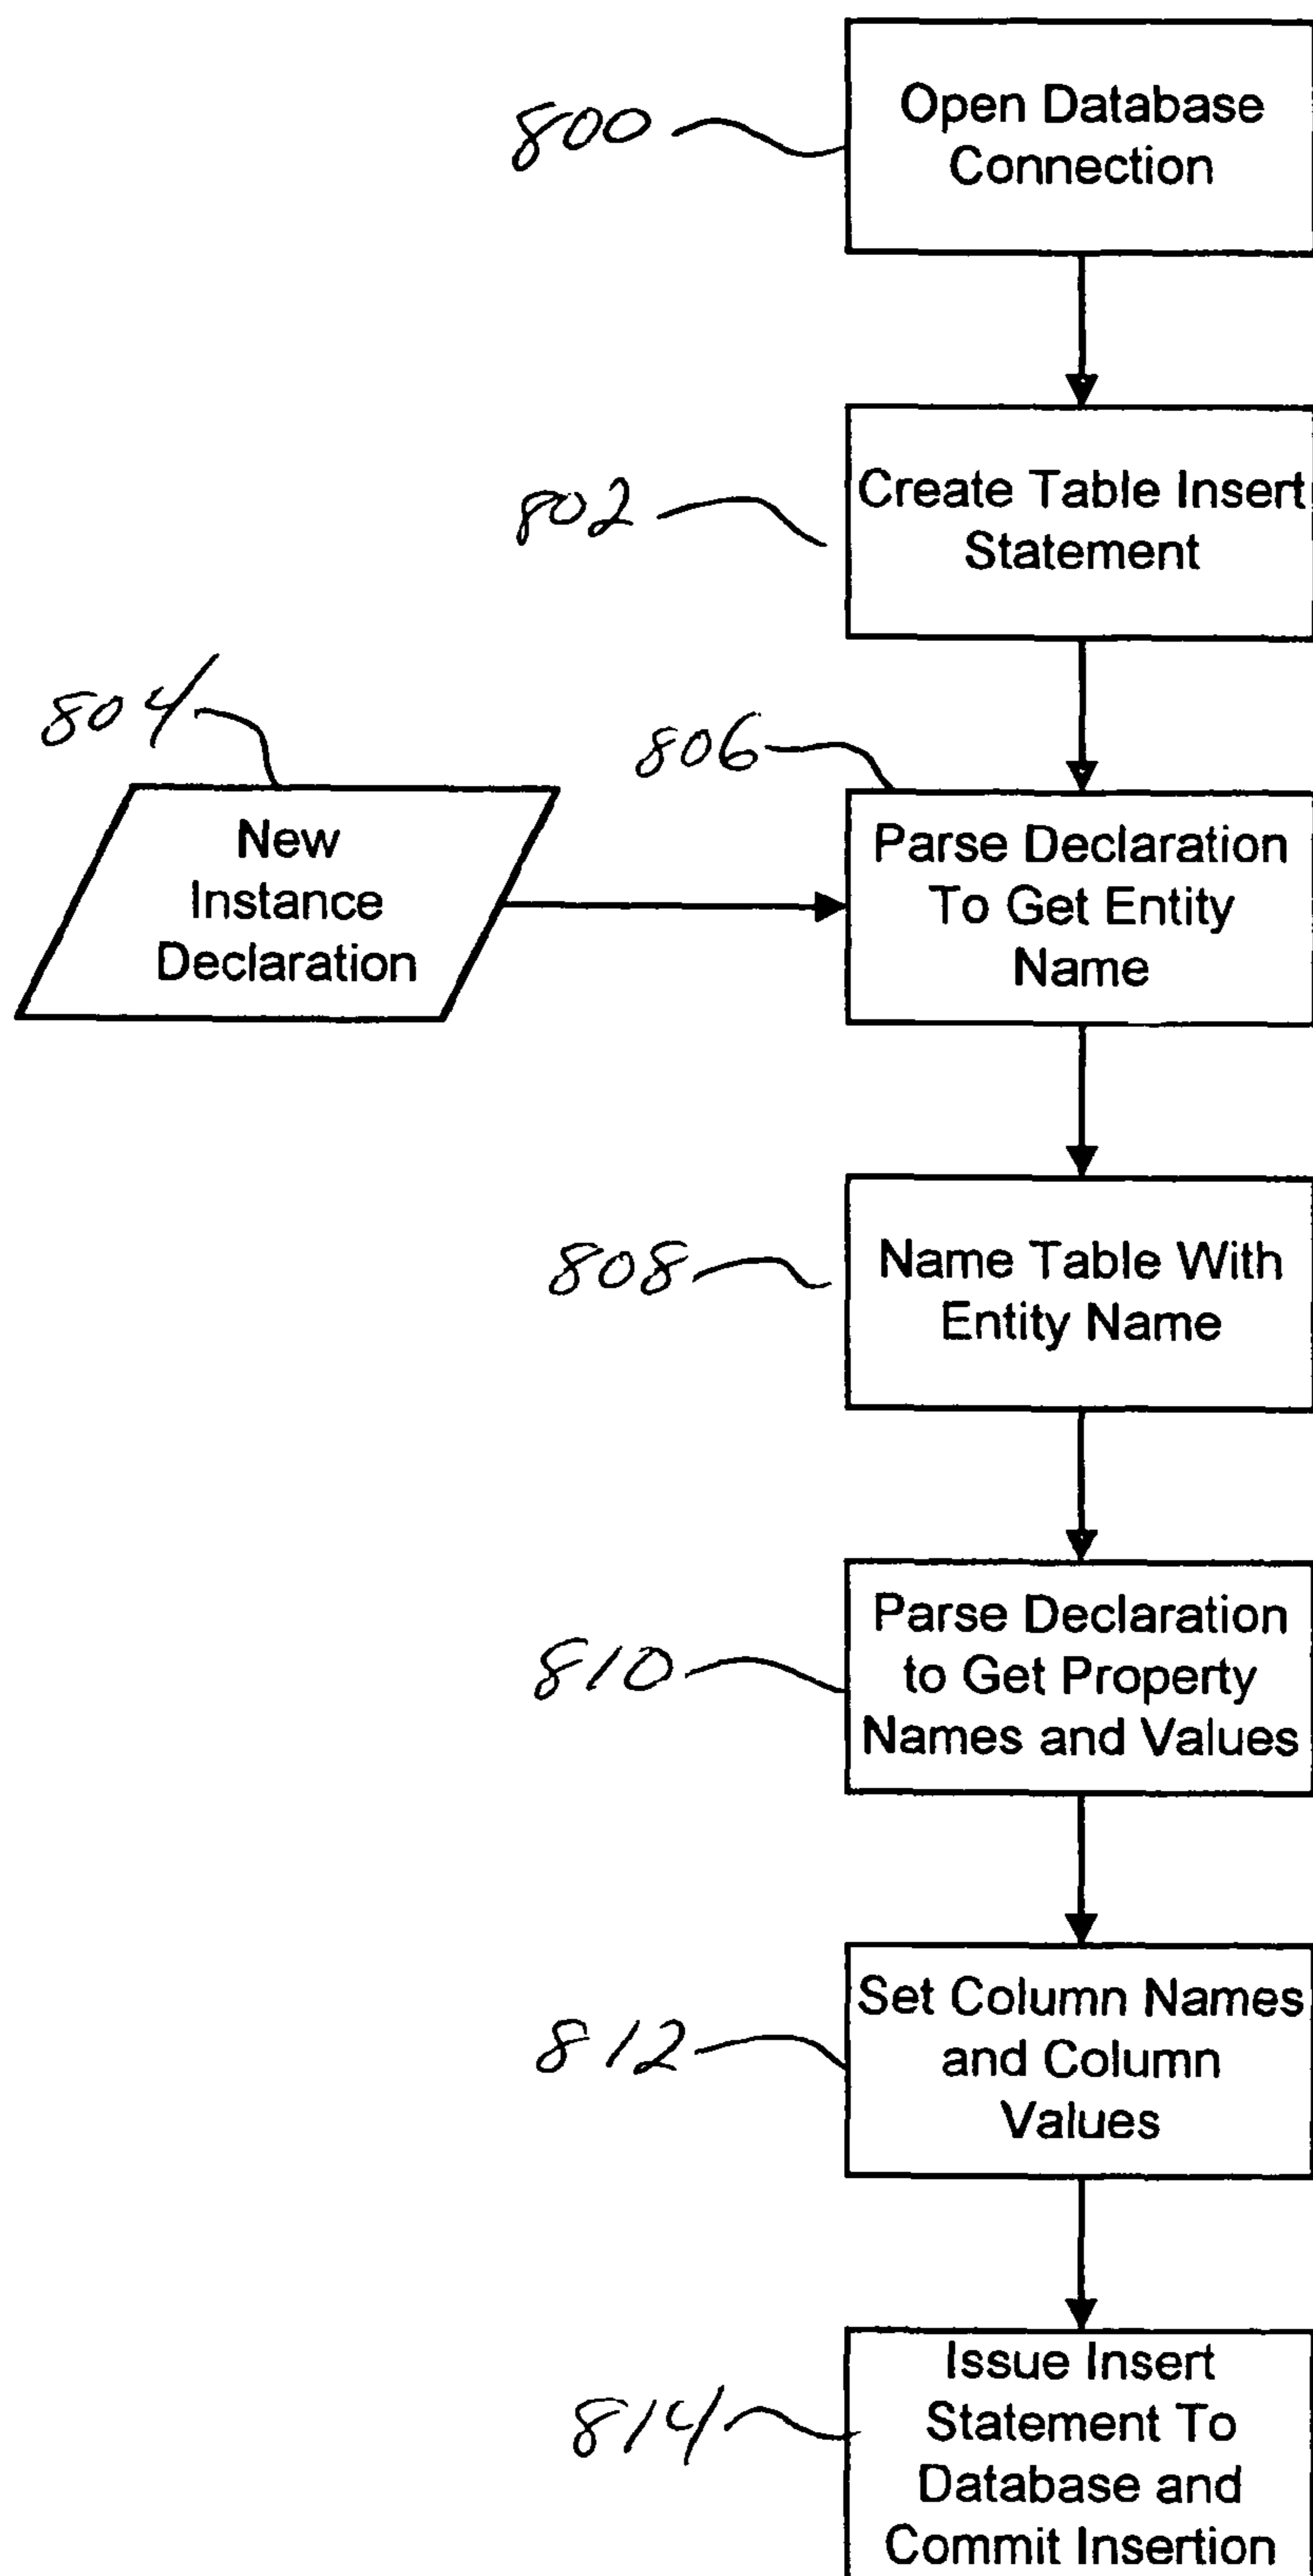 800
Open Database
Connection
802
Create Table Insert
Statement
804
New
Instance
Declaration
806
Parse Declaration
To Get Entity
Name
808
Name Table With
Entity Name
810
Parse Declaration
to Get Property
Names and Values
812
Set Column Names
and Column
Values
814
Issue Insert
Statement To
Database and
Commit Insertion